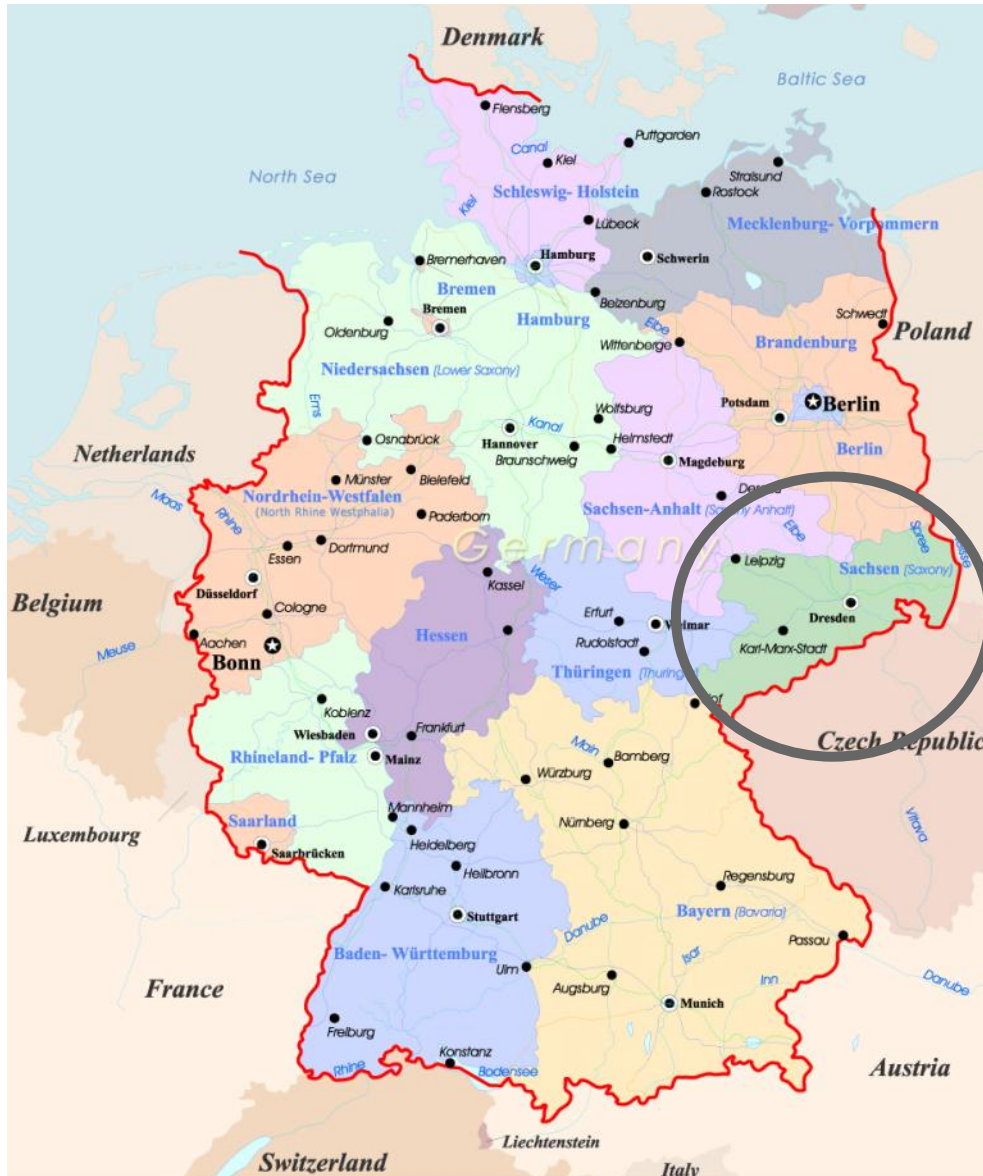 Denmark
Baltic Sea
Flensberg
Puttgarden
Canal
Kiel
Stralsund
North Sea
Schleswig- Holstein
Rostock
Kiel
Lübeck
Mecklenburg- Vorpommern
Bremerhaven
Hamburg
Schwerin
Bremen
Boizenburg
Bremen
Hamburg
Schwedt
Oldenburg
Elbe
Poland
Wittenberge
Brandenburg
Niedersachsen (Lower Saxony)
Ems
Potsdam
Berlin
Wolfsburg
Kanal
Osnabrück
Hannover
Helmstedt
Netherlands
Braunschweig
Magdeburg
Berlin
Münster
Bielefeld
Nordrhein-Westfalen
(North Rhine Westphalia)
Maas
Rhine
Paderborn
Sachsen-Anhalt (Saxony Anhalt)
Elbe
Spree
Germany
Dortmund
Essen
Leipzig
Sachsen (Saxony)
Weser
Kassel
Düsseldorf
Belgium
Cologne
Erfurt
Weimar
Dresden
Hessen
Aachen
Rudolstadt
Karl-Marx-Stadt
Meuse
Bonn
Thüringen (Thuringia)
Koblenz
Hof
Wiesbaden
Frankfurt
Main
Czech Republic
Rhineland- Pfalz
Mainz
Bamberg
Würzburg
Mannheim
Saarland
Nürnberg
Vltava
Luxembourg
Heidelberg
Saarbrücken
Heilbronn
Regensburg
Karlsruhe
Stuttgart
Bayern (Bavaria)
Danube
Passau
Baden- Württemburg
Isar
Ulm
Inn
Danube
France
Augsburg
Munich
Freiburg
Konstanz
Rhine
Bodensee
Austria
Liechtenstein
Switzerland
Italy